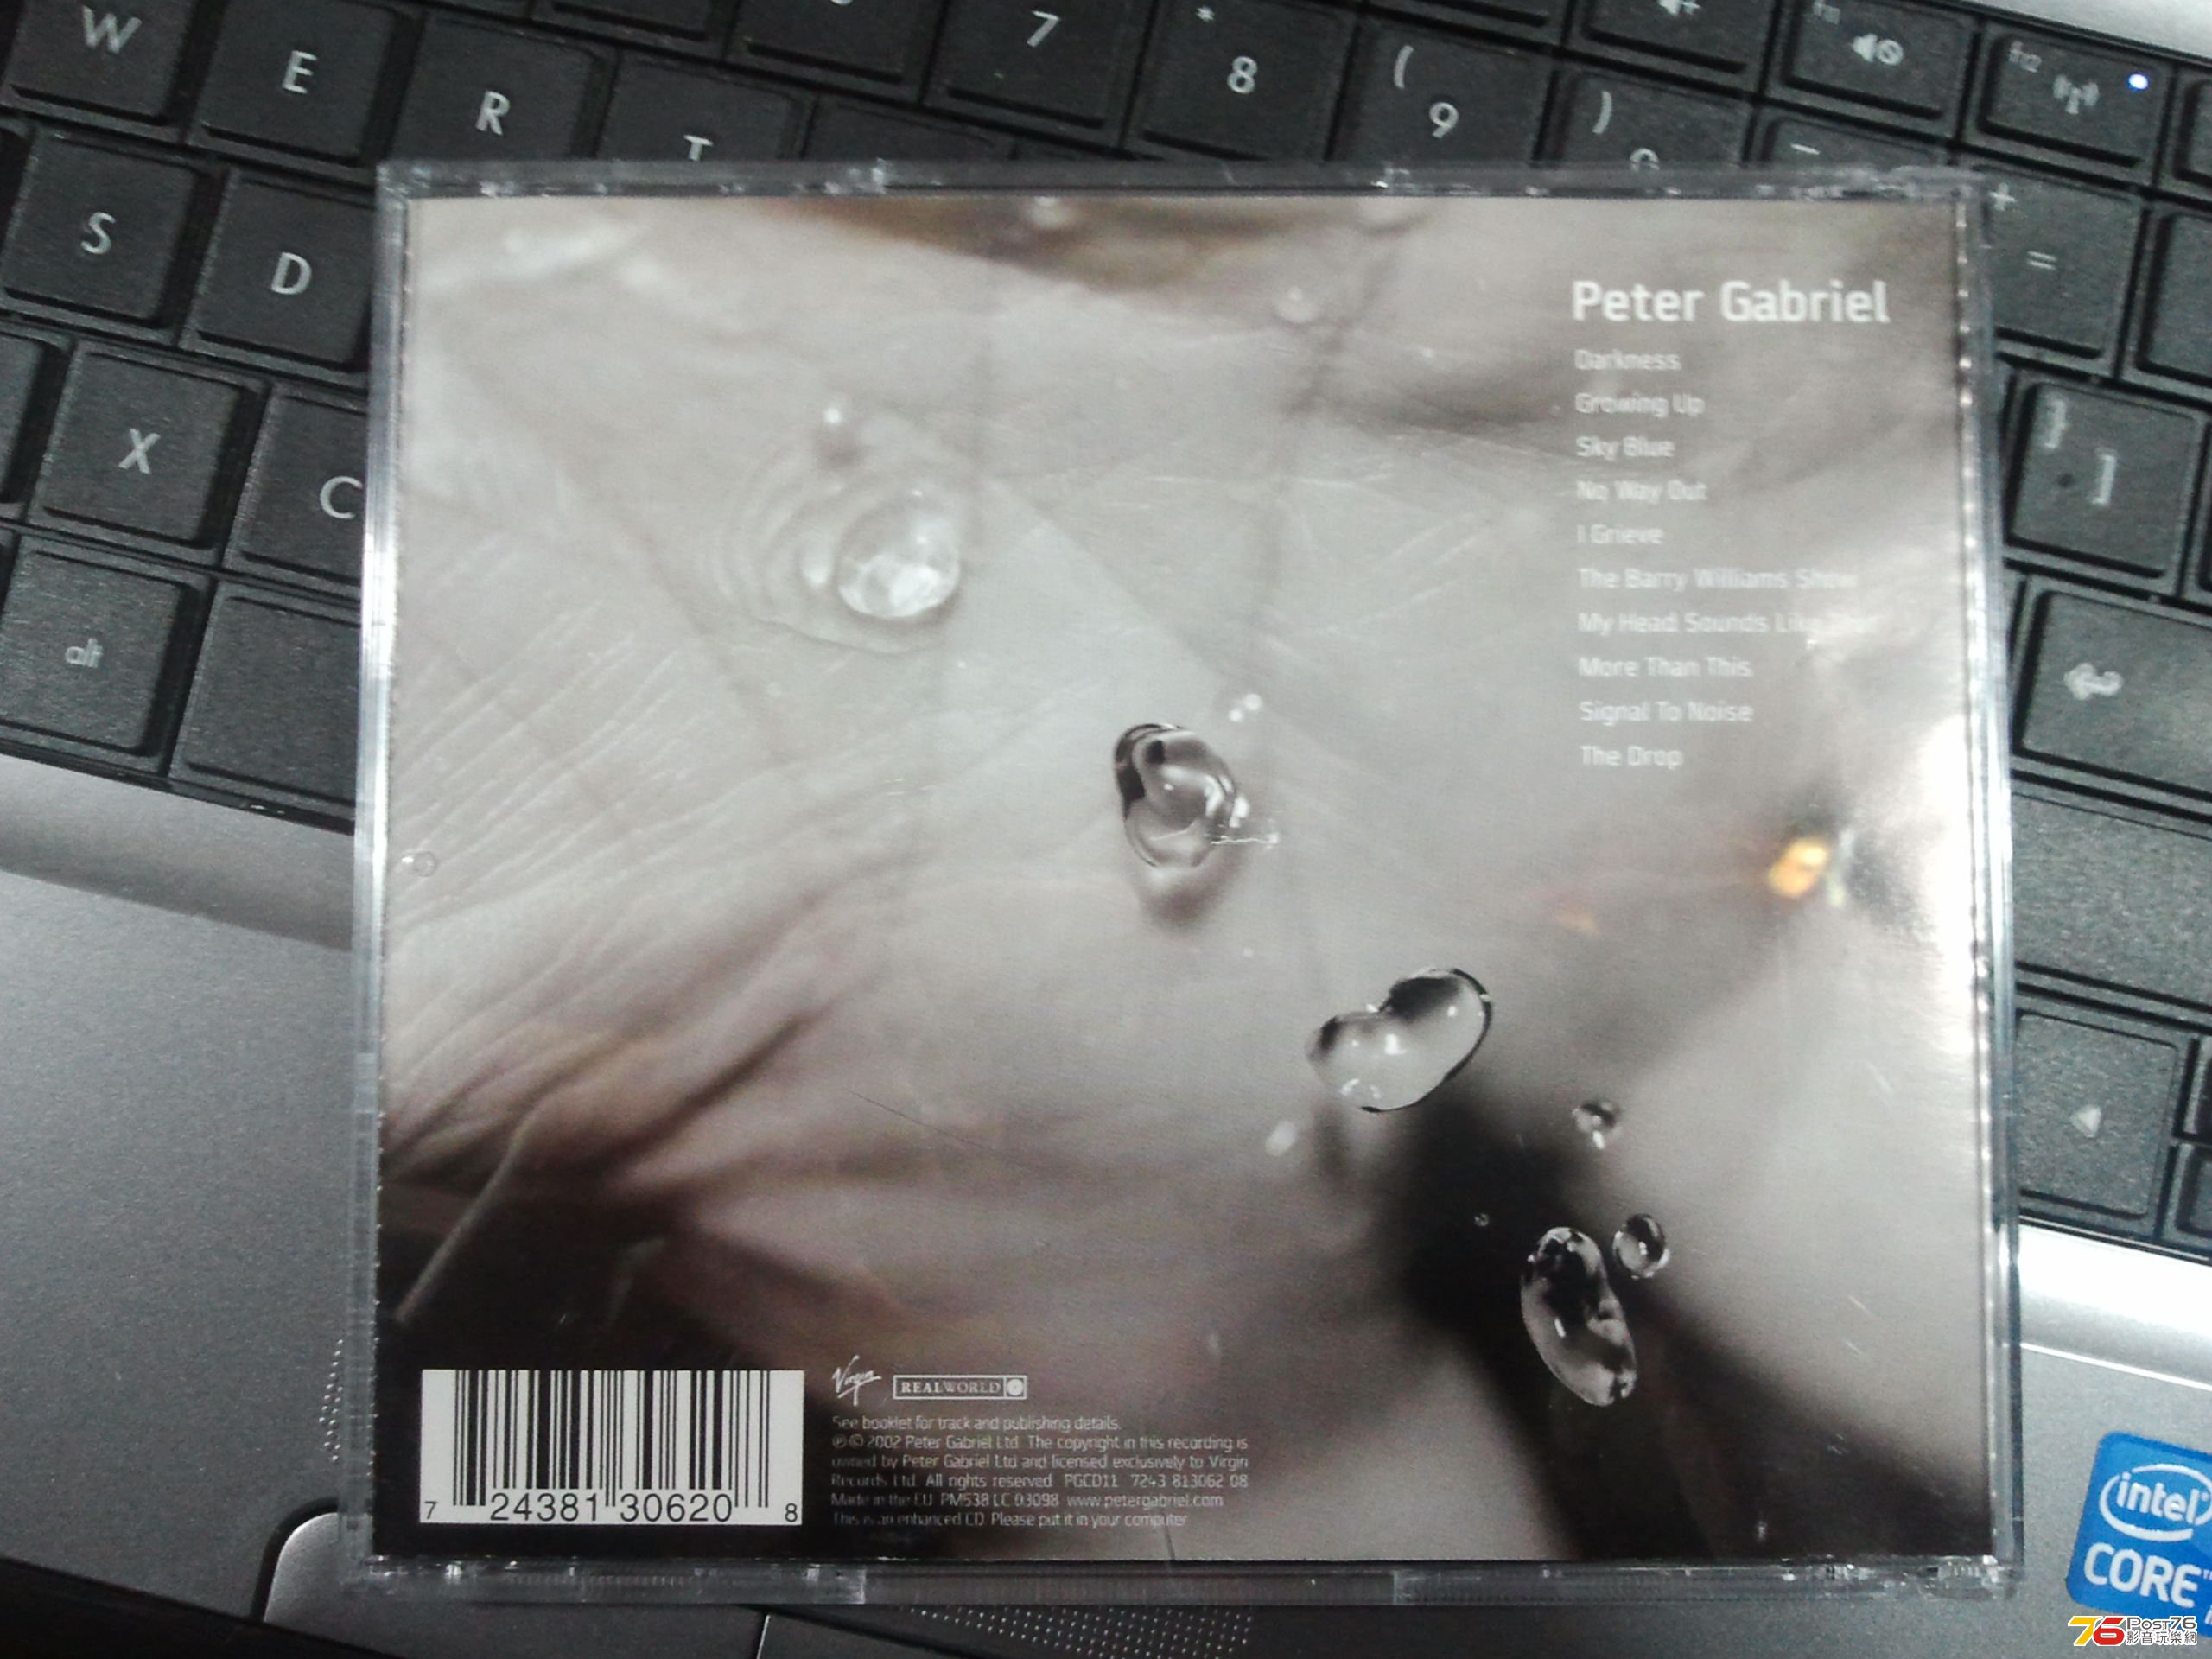 W E R T 7 * 8 ( 9 )
f12
S D + =
X C } ]
alt
Peter Gabriel
Darkness
Growing Up
Sky Blue
No Way Out
I Grieve
The Barry Williams Show
My Head Sounds Like That
More Than This
Signal To Noise
The Drop
Virgin REALWORLD
See booklet for track and publishing details.
℗ © 2002 Peter Gabriel Ltd. The copyright in this recording is
owned by Peter Gabriel Ltd and licensed exclusively to Virgin
Records Ltd. All rights reserved. PGCD11 7243 813062 08
Made in the EU. PM538 LC 03098 www.petergabriel.com
This is an enhanced CD. Please put it in your computer
7 24381 30620 8
intel
CORE
76 Post76
影音玩樂網